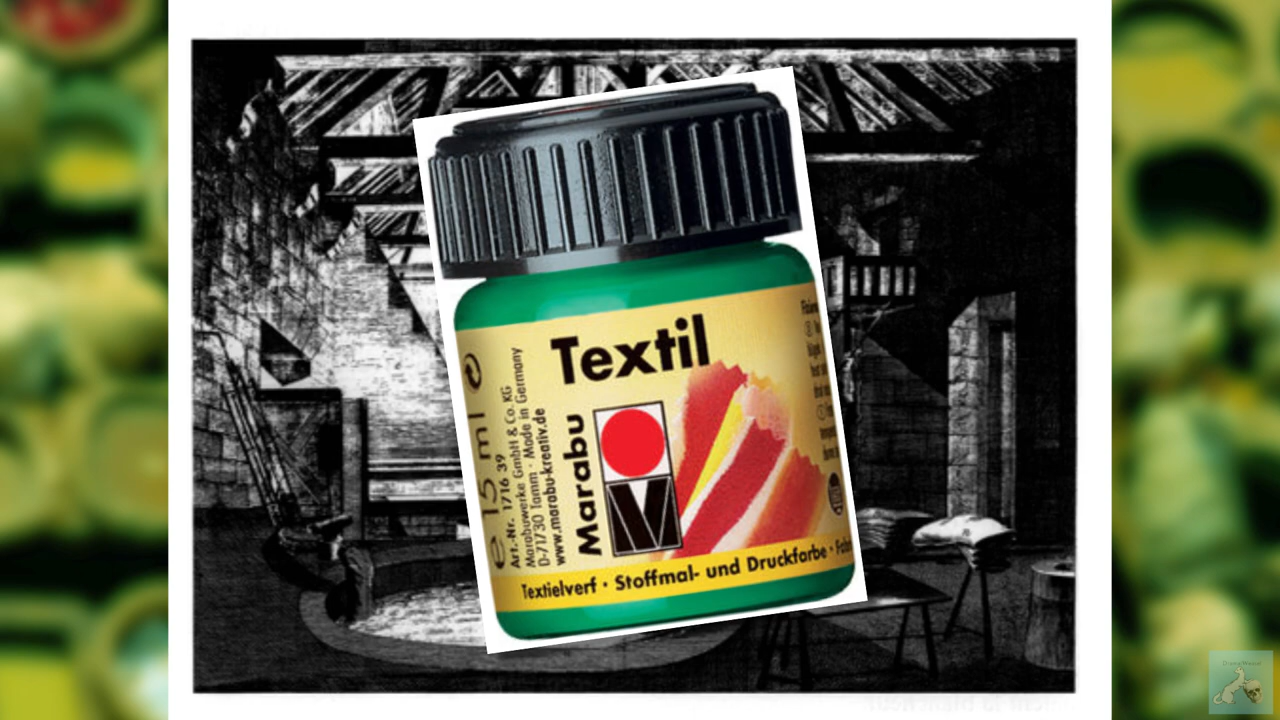 Textil
Marabu
e 15 ml
Art.-Nr. 1716 39
Marabuwerke GmbH & Co. KG
D-71730 Tamm · Made in Germany
www.marabu-kreativ.de
Textielverf · Stoffmal- und Druckfarbe ·